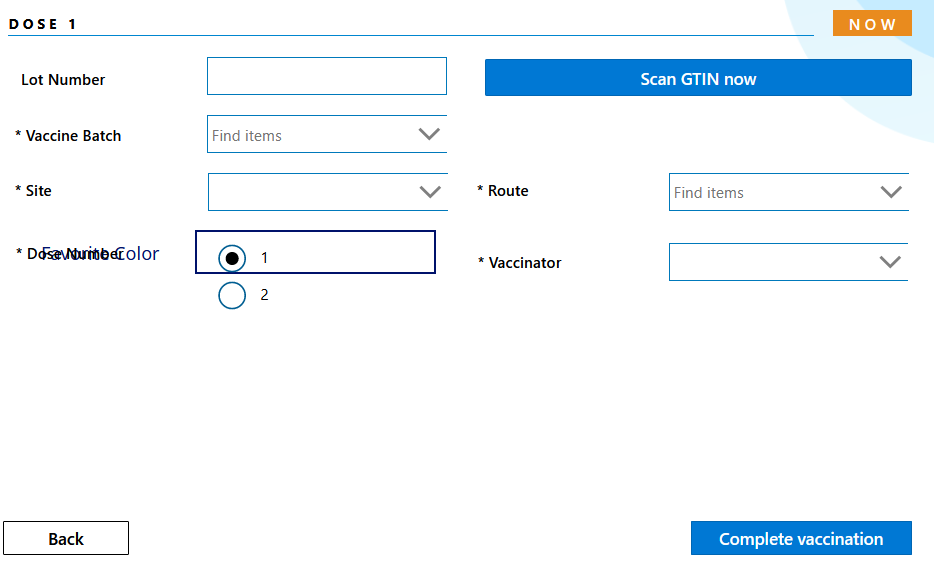 DOSE 1
NOW
Lot Number
Scan GTIN now
* Vaccine Batch
Find items
* Site
* Route
Find items
* Dose Number
Favorite Color
1
* Vaccinator
2
Back
Complete vaccination